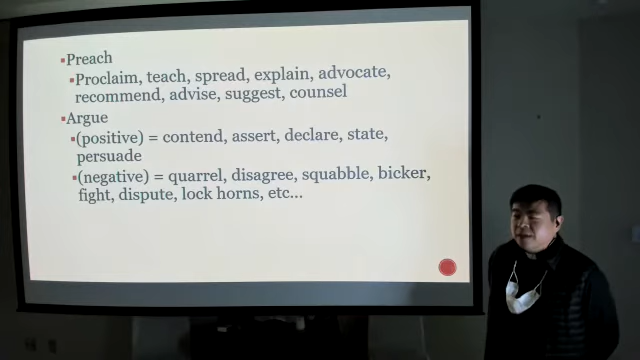 ▪Preach
▪Proclaim, teach, spread, explain, advocate,
recommend, advise, suggest, counsel
▪Argue
▪(positive) = contend, assert, declare, state,
persuade
▪(negative) = quarrel, disagree, squabble, bicker,
fight, dispute, lock horns, etc...